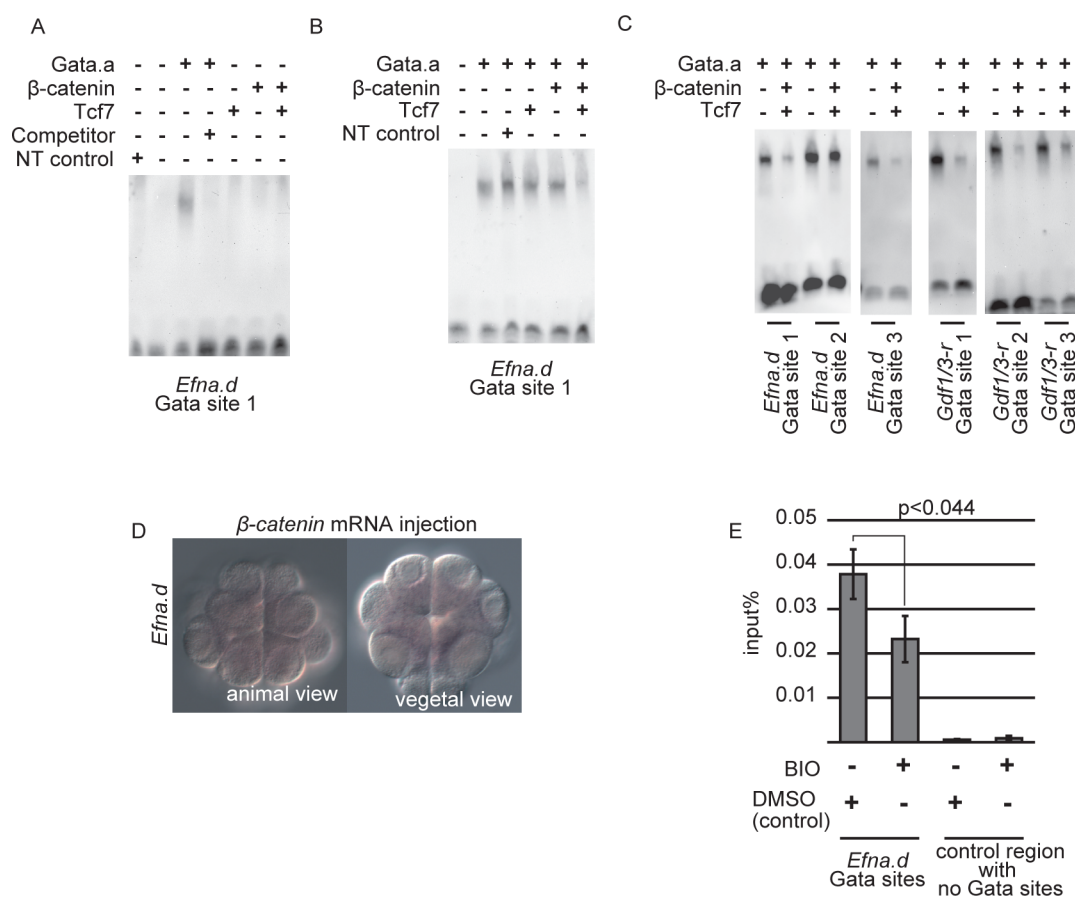 A
Gata.a - - + + - - -
β-catenin - - - - - + +
Tcf7 - - - - + - +
Competitor - - - + - - -
NT control + - - - - - -
Efna.d
Gata site 1
B
Gata.a - + + + + +
β-catenin - - - - + +
Tcf7 - - - + - +
NT control - - + - - -
Efna.d
Gata site 1
C
Gata.a + + + + + + + + + + + +
β-catenin - + - + - + - + - + - +
Tcf7 - + - + - + - + - + - +
Efna.d
Gata site 1
Efna.d
Gata site 2
Efna.d
Gata site 3
Gdf1/3-r
Gata site 1
Gdf1/3-r
Gata site 2
Gdf1/3-r
Gata site 3
D
β-catenin mRNA injection
Efna.d
animal view
vegetal view
E
p<0.044
input%
0.05
0.04
0.03
0.02
0.01
BIO - + - +
DMSO + - + -
(control)
Efna.d
Gata sites
control region
with
no Gata sites